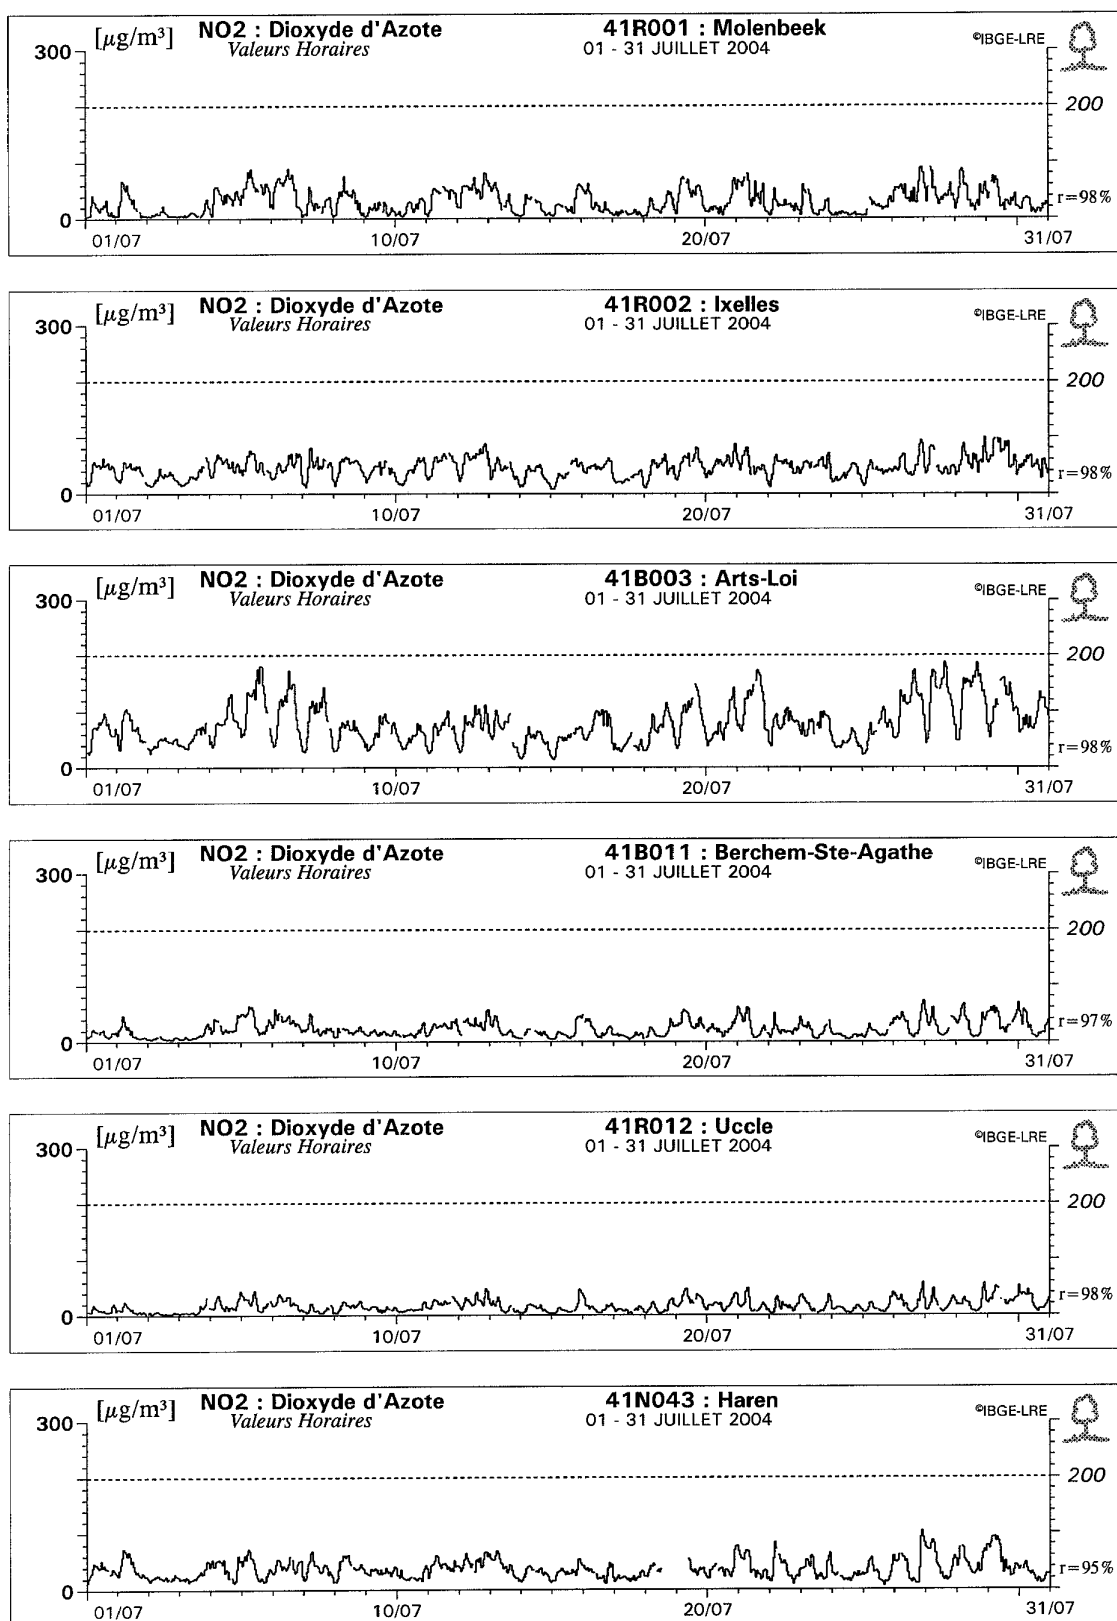 [µg/m³] NO2 : Dioxyde d'Azote 41R001 : Molenbeek ©IBGE-LRE
Valeurs Horaires 01 - 31 JUILLET 2004
300
200
0 r=98%
01/07 10/07 20/07 31/07
[µg/m³] NO2 : Dioxyde d'Azote 41R002 : Ixelles ©IBGE-LRE
Valeurs Horaires 01 - 31 JUILLET 2004
300
200
0 r=98%
01/07 10/07 20/07 31/07
[µg/m³] NO2 : Dioxyde d'Azote 41B003 : Arts-Loi ©IBGE-LRE
Valeurs Horaires 01 - 31 JUILLET 2004
300
200
0 r=98%
01/07 10/07 20/07 31/07
[µg/m³] NO2 : Dioxyde d'Azote 41B011 : Berchem-Ste-Agathe ©IBGE-LRE
Valeurs Horaires 01 - 31 JUILLET 2004
300
200
0 r=97%
01/07 10/07 20/07 31/07
[µg/m³] NO2 : Dioxyde d'Azote 41R012 : Uccle ©IBGE-LRE
Valeurs Horaires 01 - 31 JUILLET 2004
300
200
0 r=98%
01/07 10/07 20/07 31/07
[µg/m³] NO2 : Dioxyde d'Azote 41N043 : Haren ©IBGE-LRE
Valeurs Horaires 01 - 31 JUILLET 2004
300
200
0 r=95%
01/07 10/07 20/07 31/07